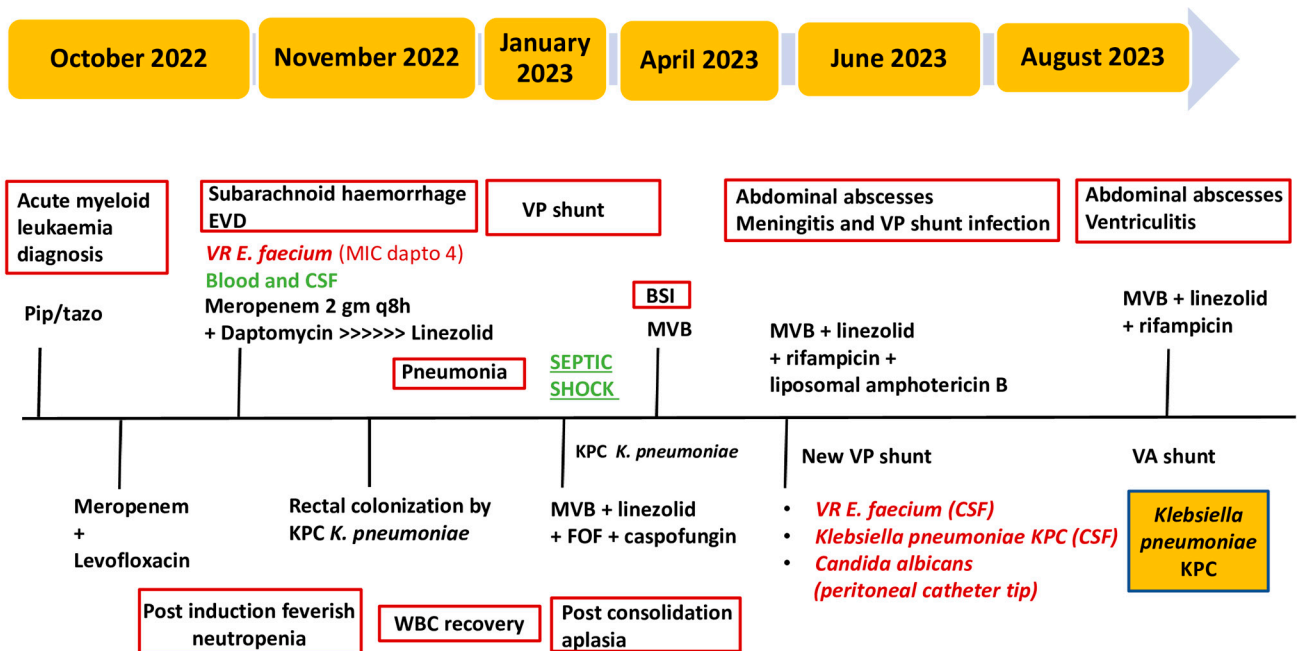 October 2022
November 2022
January
2023
April 2023
June 2023
August 2023
Acute myeloid
leukaemia
diagnosis
Pip/tazo
Subarachnoid haemorrhage
EVD
VR E. faecium (MIC dapto 4)
Blood and CSF
Meropenem 2 gm q8h
+ Daptomycin >>>>>> Linezolid
Pneumonia
VP shunt
SEPTIC
SHOCK
BSI
MVB
Abdominal abscesses
Meningitis and VP shunt infection
MVB + linezolid
+ rifampicin +
liposomal amphotericin B
Abdominal abscesses
Ventriculitis
MVB + linezolid
+ rifampicin
Meropenem
+
Levofloxacin
Post induction feverish
neutropenia
Rectal colonization by
KPC K. pneumoniae
WBC recovery
KPC K. pneumoniae
MVB + linezolid
+ FOF + caspofungin
Post consolidation
aplasia
New VP shunt
• VR E. faecium (CSF)
• Klebsiella pneumoniae KPC (CSF)
• Candida albicans
(peritoneal catheter tip)
VA shunt
Klebsiella
pneumoniae
KPC